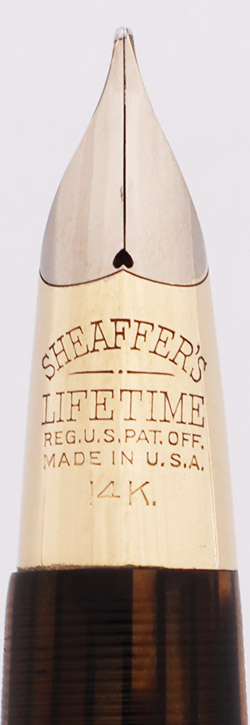 SHEAFFER'S
LIFETIME
REG.U.S.PAT.OFF.
MADE IN U.S.A.
14K.